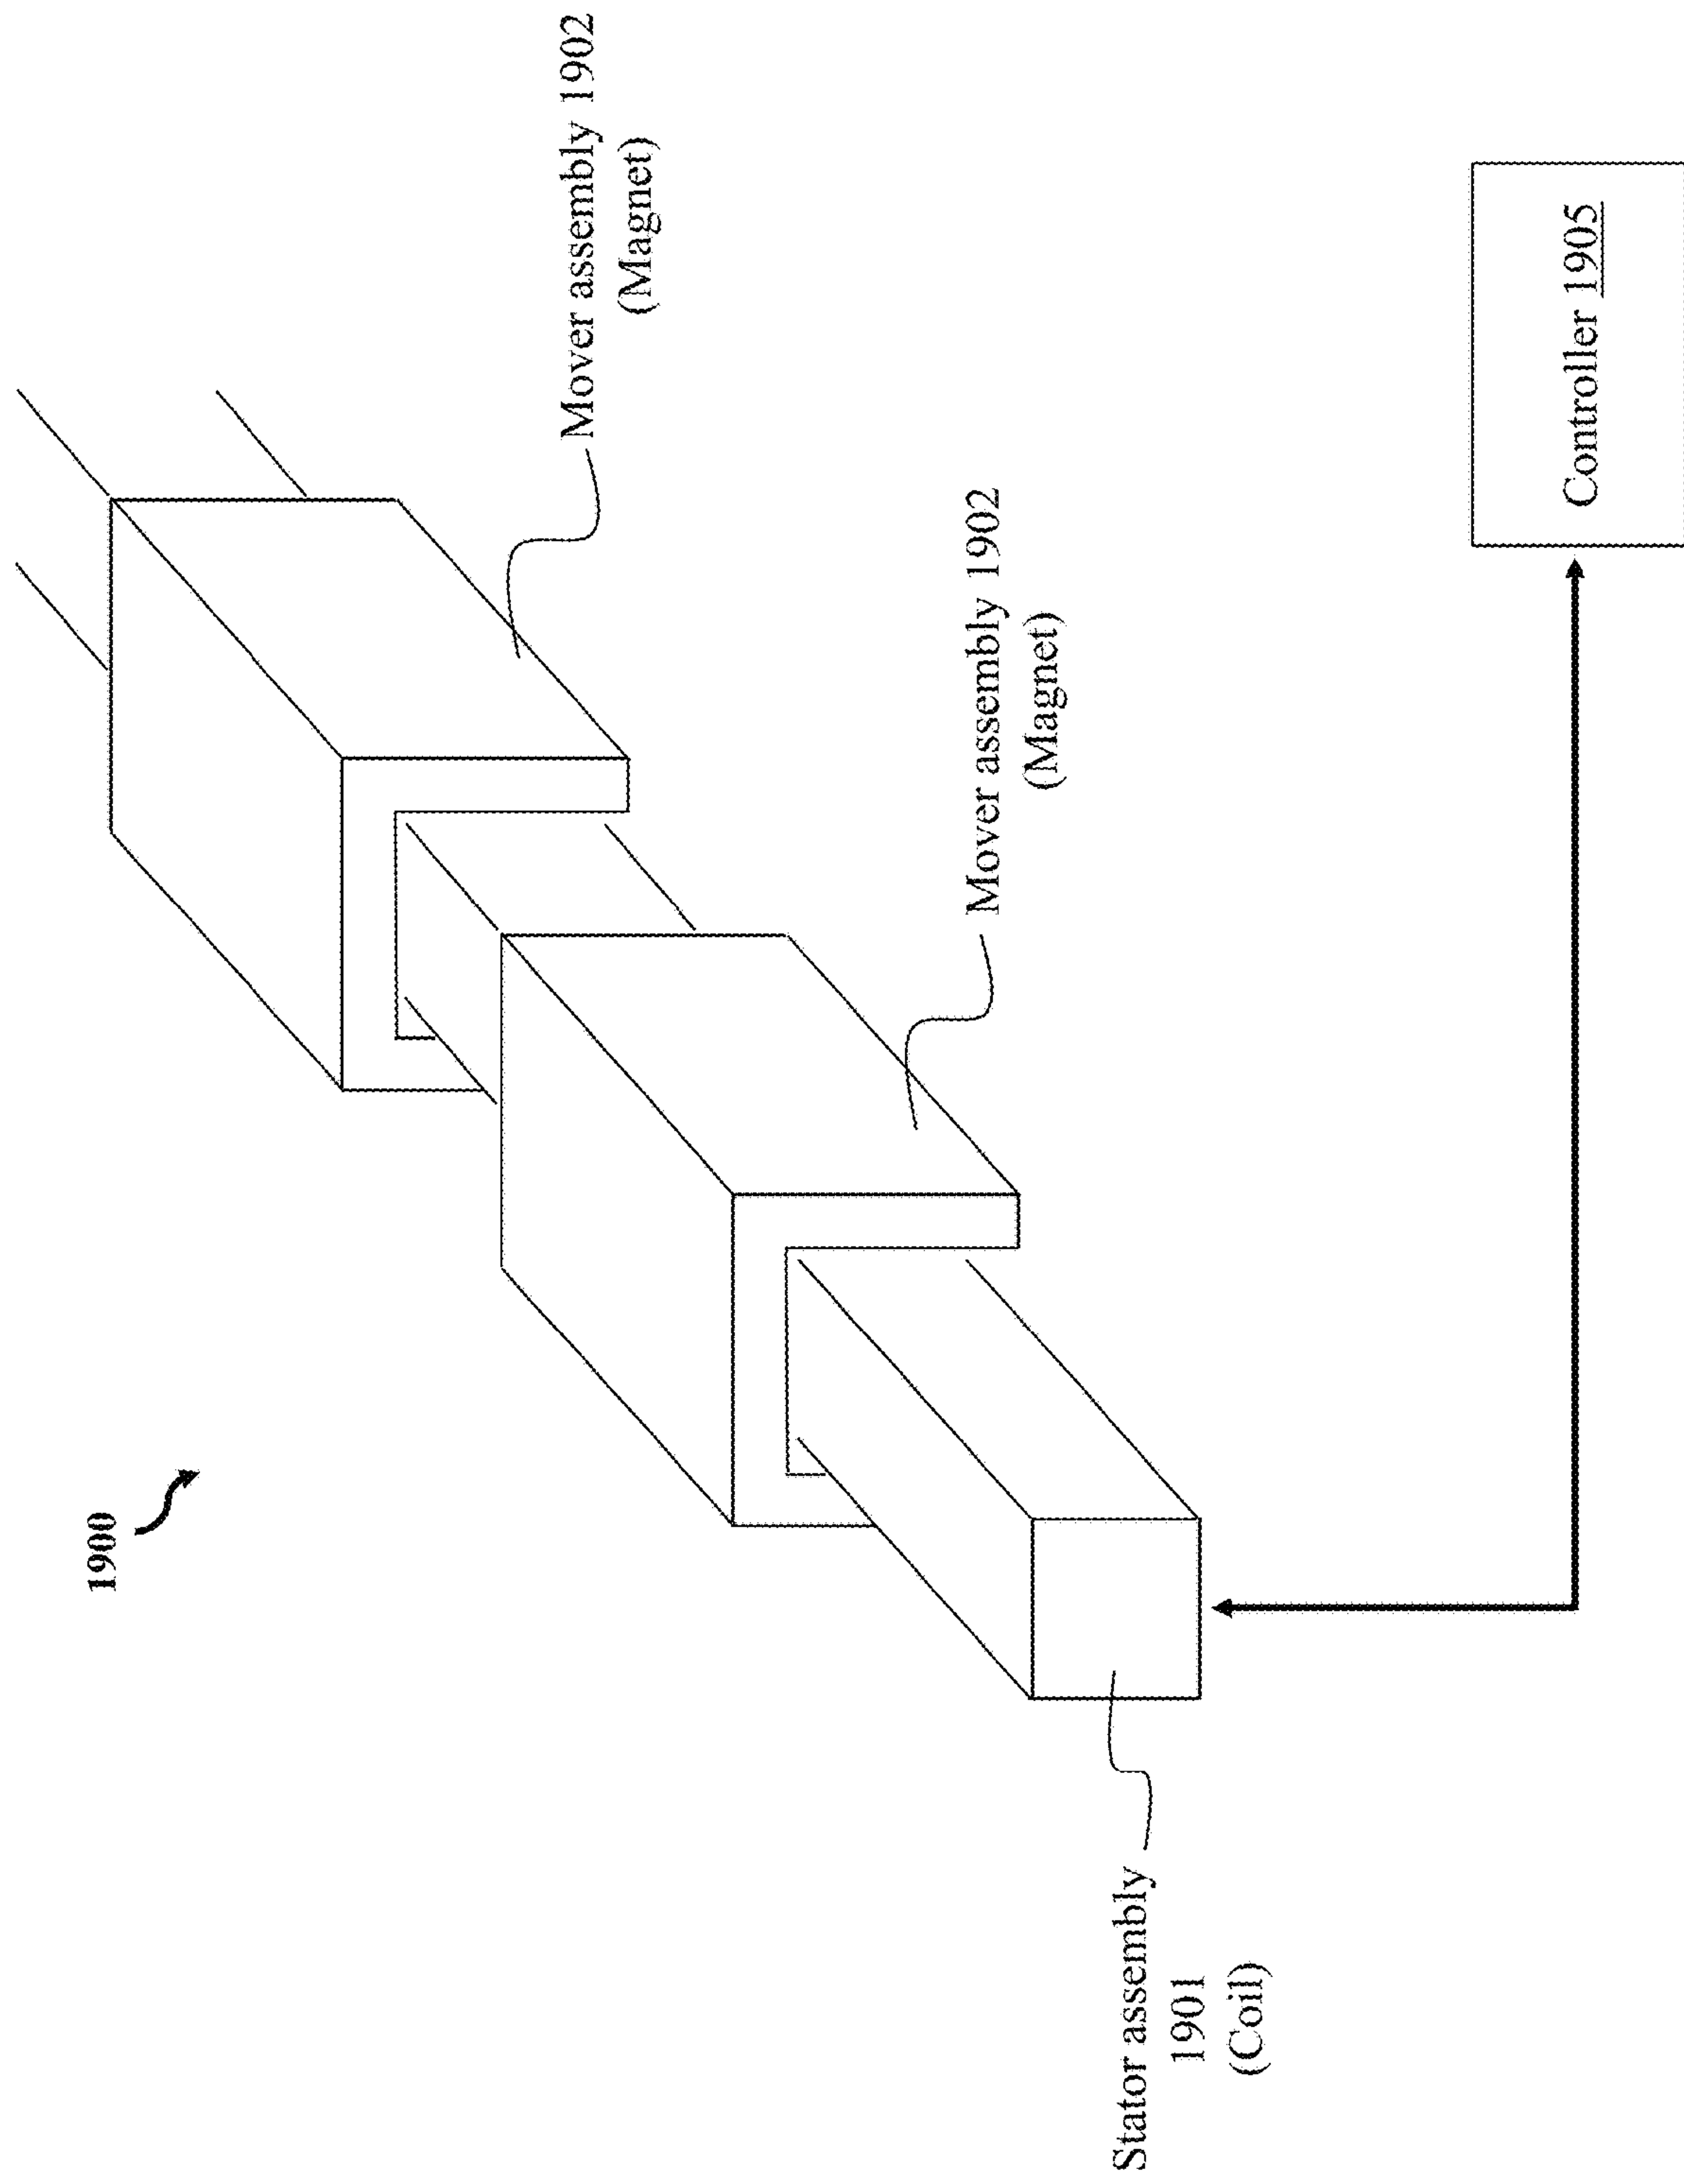 1900
Mover assembly 1902
(Magnet)
Mover assembly 1902
(Magnet)
Stator assembly
1901
(Coil)
Controller 1905